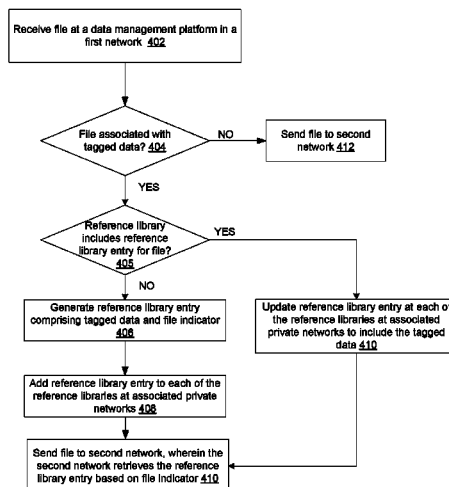 Receive file at a data management platform in a
first network 402
File associated with
tagged data?
404
NO
Send file to second
network 412
YES
Reference library
includes reference
library entry for file?
405
YES
NO
Generate reference library entry
comprising tagged data and file indicator
406
Update reference library entry at each of
the reference libraries at associated
private networks to include the tagged
data 410
Add reference library entry to each of the
reference libraries at associated private
networks 408
Send file to second network, wherein the
second network retrieves the reference
library entry based on file indicator 410